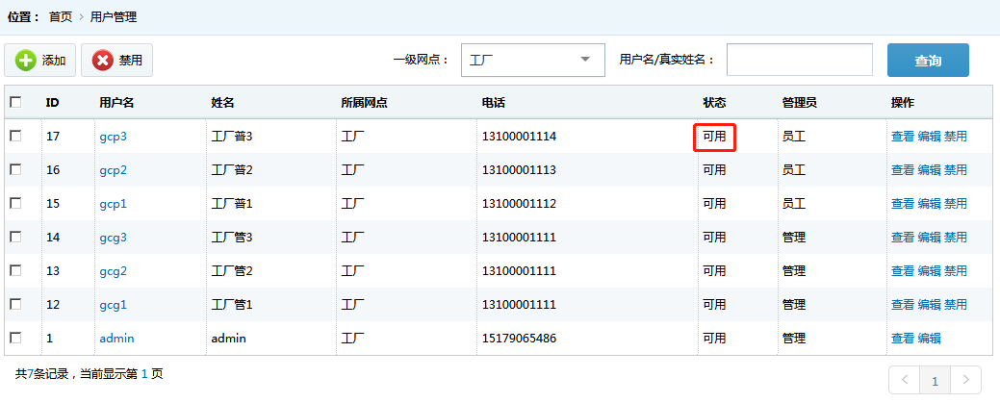 位置： 首页 › 用户管理
添加 禁用 一级网点： 工厂 用户名/真实姓名： 查询
ID 用户名 姓名 所属网点 电话 状态 管理员 操作
17 gcp3 工厂普3 工厂 13100001114 可用 员工 查看 编辑 禁用
16 gcp2 工厂普2 工厂 13100001113 可用 员工 查看 编辑 禁用
15 gcp1 工厂普1 工厂 13100001112 可用 员工 查看 编辑 禁用
14 gcg3 工厂管3 工厂 13100001111 可用 管理 查看 编辑 禁用
13 gcg2 工厂管2 工厂 13100001111 可用 管理 查看 编辑 禁用
12 gcg1 工厂管1 工厂 13100001111 可用 管理 查看 编辑 禁用
1 admin admin 工厂 15179065486 可用 管理 查看 编辑
共7条记录，当前显示第 1 页 < 1 >